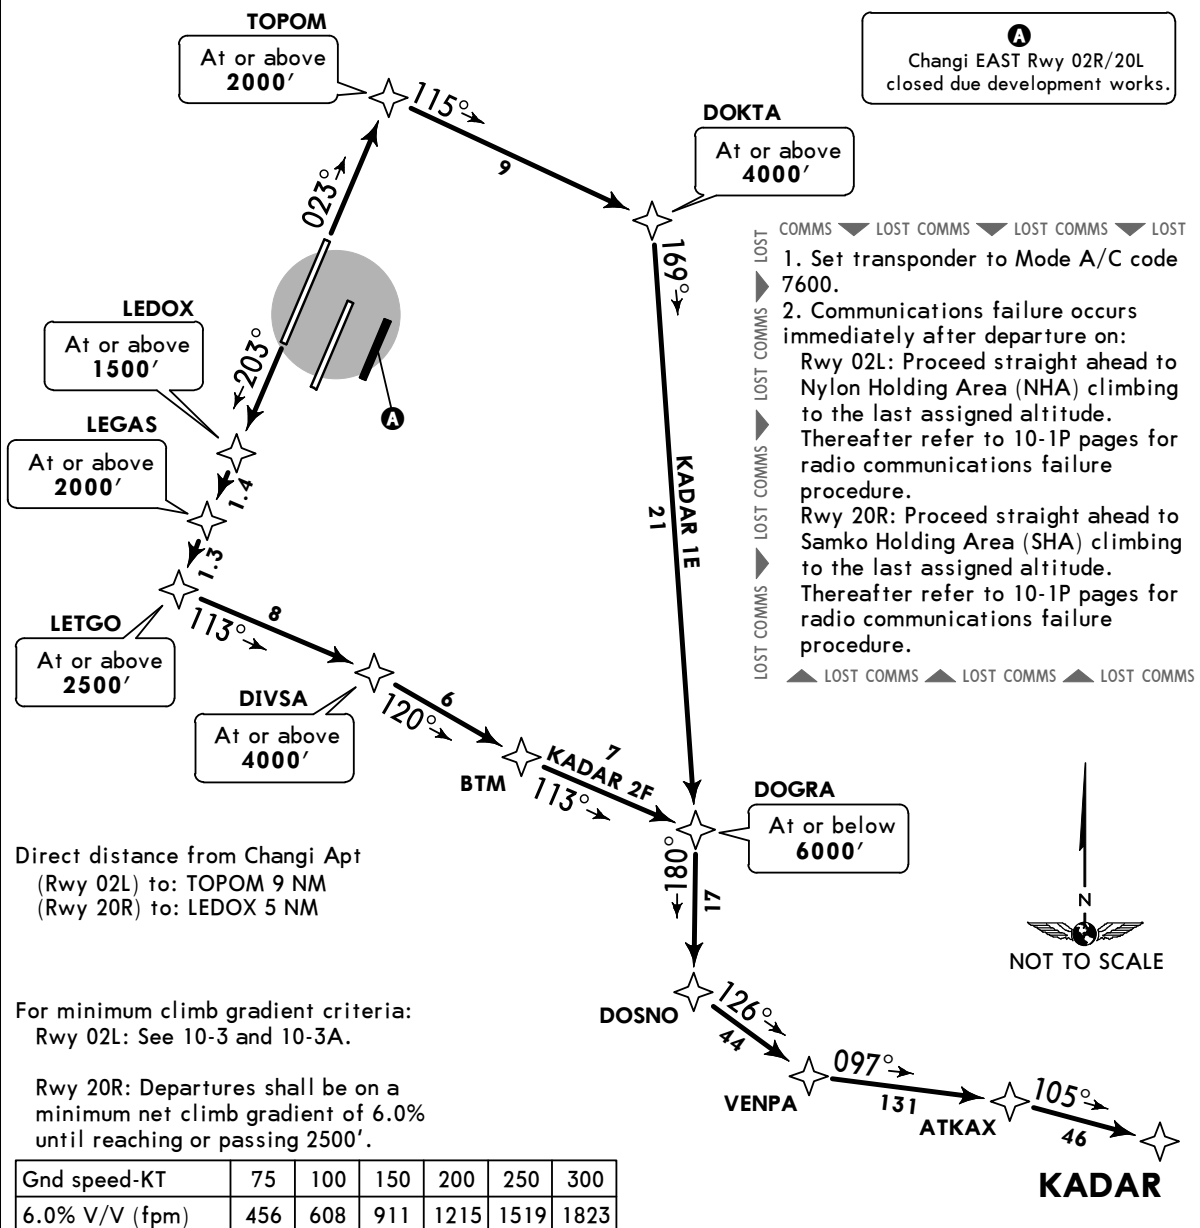 TOPOM
At or above
2000′
A
Changi EAST Rwy 02R/20L
closed due development works.
115°
9
DOKTA
At or above
4000′
023°
169°
LEDOX
At or above
1500′
203°
A
LEGAS
At or above
2000′
1.4
1.3
KADAR 1E
21
LOST COMMS LOST COMMS LOST COMMS LOST
LOST COMMS LOST COMMS LOST COMMS LOST
1. Set transponder to Mode A/C code
7600.
2. Communications failure occurs
immediately after departure on:
Rwy 02L: Proceed straight ahead to
Nylon Holding Area (NHA) climbing
to the last assigned altitude.
Thereafter refer to 10-1P pages for
radio communications failure
procedure.
Rwy 20R: Proceed straight ahead to
Samko Holding Area (SHA) climbing
to the last assigned altitude.
Thereafter refer to 10-1P pages for
radio communications failure
procedure.
LOST COMMS LOST COMMS LOST COMMS
LETGO
At or above
2500′
113°
8
DIVSA
At or above
4000′
120°
6
BTM
7
KADAR 2F
113°
DOGRA
At or below
6000′
180°
17
Direct distance from Changi Apt
(Rwy 02L) to: TOPOM 9 NM
(Rwy 20R) to: LEDOX 5 NM
N
NOT TO SCALE
DOSNO
126°
44
VENPA
097°
131
ATKAX
105°
46
KADAR
For minimum climb gradient criteria:
Rwy 02L: See 10-3 and 10-3A.
Rwy 20R: Departures shall be on a
minimum net climb gradient of 6.0%
until reaching or passing 2500′.
Gnd speed-KT 75 100 150 200 250 300
6.0% V/V (fpm) 456 608 911 1215 1519 1823